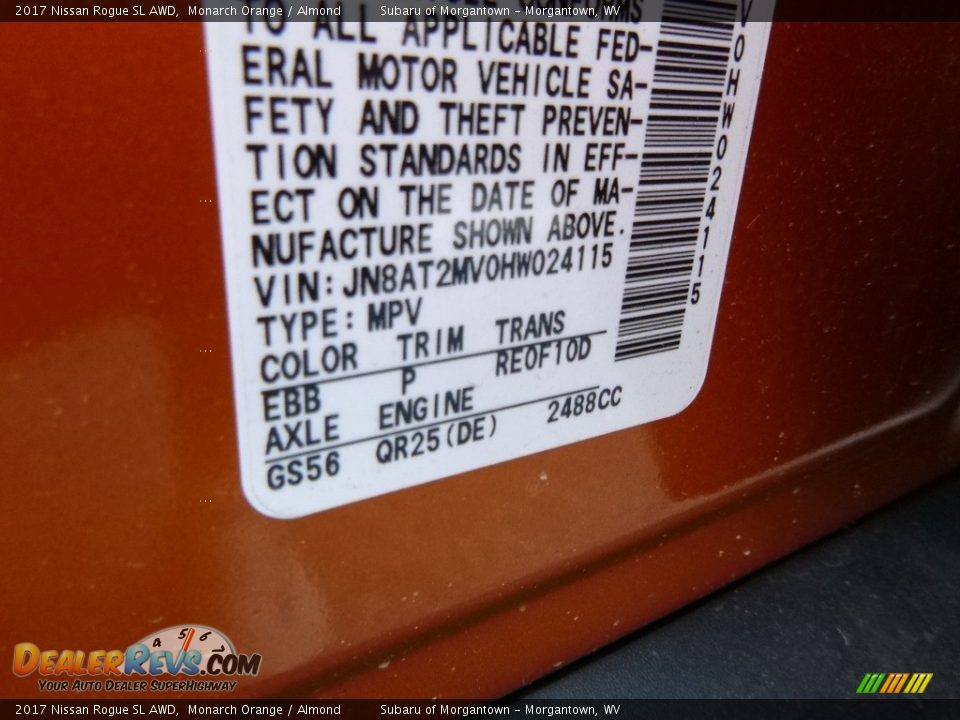 2017 Nissan Rogue SL AWD, Monarch Orange / Almond Subaru of Morgantown - Morgantown, WV
TO ALL APPLICABLE FED-
ERAL MOTOR VEHICLE SA-
FETY AND THEFT PREVEN-
TION STANDARDS IN EFF-
ECT ON THE DATE OF MA-
NUFACTURE SHOWN ABOVE.
VIN: JN8AT2MV0HW024115
TYPE: MPV
COLOR TRIM TRANS
EBB P RE0F10D
AXLE ENGINE
GS56 QR25(DE) 2488CC
V0HW024115
4 5 6
DEALERREVS.COM
YOUR AUTO DEALER SUPERHIGHWAY
2017 Nissan Rogue SL AWD, Monarch Orange / Almond Subaru of Morgantown - Morgantown, WV